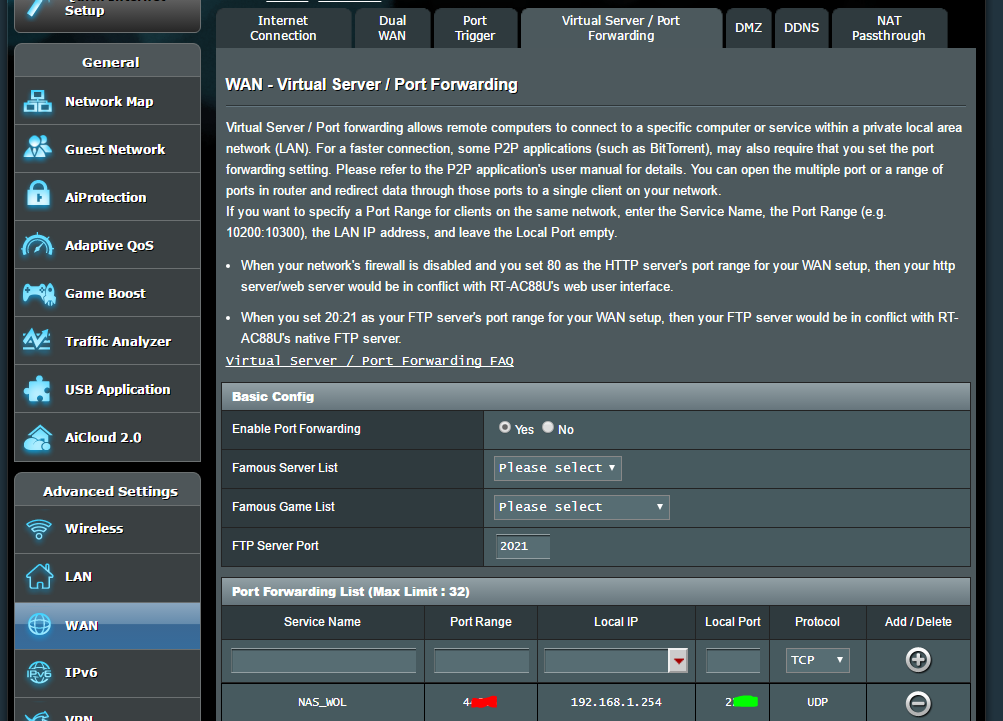 Setup
General
Network Map
Guest Network
AiProtection
Adaptive QoS
Game Boost
Traffic Analyzer
USB Application
AiCloud 2.0
Advanced Settings
Wireless
LAN
WAN
IPv6
VPN
Internet Connection
Dual WAN
Port Trigger
Virtual Server / Port Forwarding
DMZ
DDNS
NAT Passthrough
WAN - Virtual Server / Port Forwarding
Virtual Server / Port forwarding allows remote computers to connect to a specific computer or service within a private local area
network (LAN). For a faster connection, some P2P applications (such as BitTorrent), may also require that you set the port
forwarding setting. Please refer to the P2P application's user manual for details. You can open the multiple port or a range of
ports in router and redirect data through those ports to a single client on your network.
If you want to specify a Port Range for clients on the same network, enter the Service Name, the Port Range (e.g.
10200:10300), the LAN IP address, and leave the Local Port empty.
• When your network's firewall is disabled and you set 80 as the HTTP server's port range for your WAN setup, then your http
server/web server would be in conflict with RT-AC88U's web user interface.
• When you set 20:21 as your FTP server's port range for your WAN setup, then your FTP server would be in conflict with RT-
AC88U's native FTP server.
Virtual Server / Port Forwarding FAQ
Basic Config
Enable Port Forwarding Yes No
Famous Server List Please select
Famous Game List Please select
FTP Server Port 2021
Port Forwarding List (Max Limit : 32)
Service Name Port Range Local IP Local Port Protocol Add / Delete
TCP
NAS_WOL 4 192.168.1.254 2 UDP